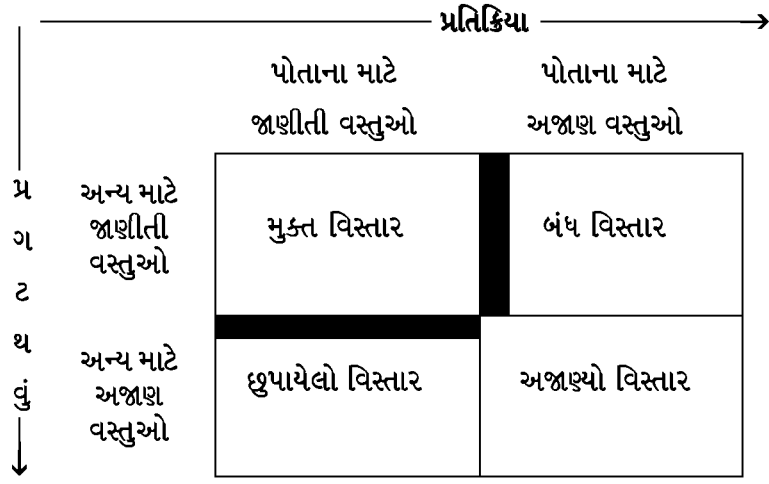 પ્રતિક્રિયા
પોતાના માટે
જાણીતી વસ્તુઓ
પોતાના માટે
અજાણ વસ્તુઓ
પ્ર
ગ
ટ
થ
વું
અન્ય માટે
જાણીતી
વસ્તુઓ
મુક્ત વિસ્તાર
બંધ વિસ્તાર
અન્ય માટે
અજાણ
વસ્તુઓ
છુપાયેલો વિસ્તાર
અજાણ્યો વિસ્તાર